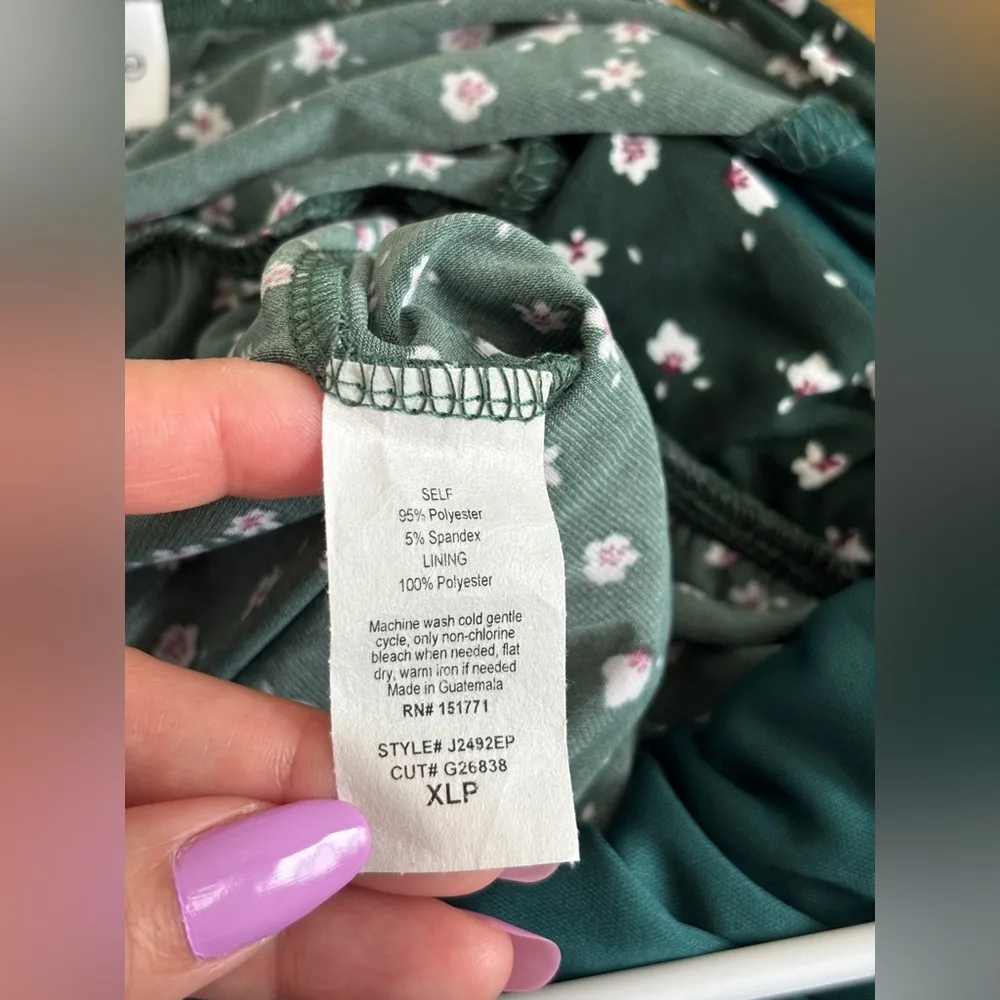 SELF
95% Polyester
5% Spandex
LINING
100% Polyester
Machine wash cold gentle
cycle, only non-chlorine
bleach when needed, flat
dry, warm iron if needed
Made in Guatemala
RN# 151771
STYLE# J2492EP
CUT# G26838
XLP